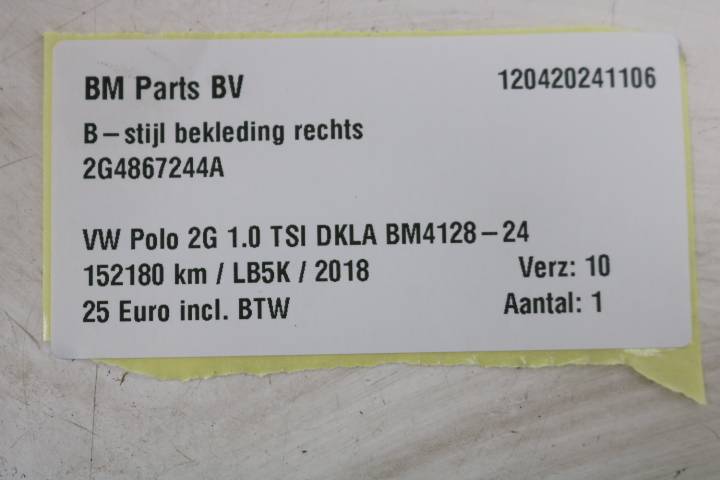 BM Parts BV 120420241106
B-stijl bekleding rechts
2G4867244A
VW Polo 2G 1.0 TSI DKLA BM4128-24
152180 km / LB5K / 2018 Verz: 10
25 Euro incl. BTW Aantal: 1